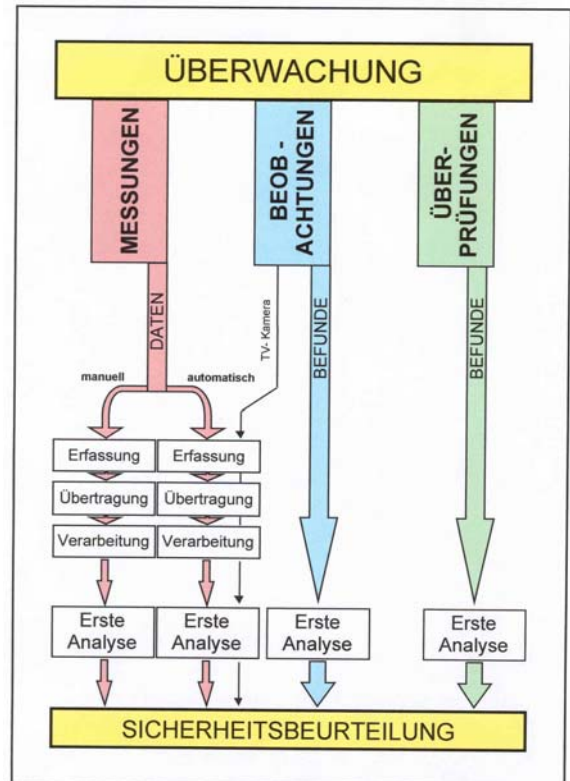 ÜBERWACHUNG
MESSUNGEN
BEOB -
ACHTUNGEN
ÜBER-
PRÜFUNGEN
DATEN
TV- Kamera
BEFUNDE
BEFUNDE
manuell
automatisch
Erfassung
Erfassung
Übertragung
Übertragung
Verarbeitung
Verarbeitung
Erste
Analyse
Erste
Analyse
Erste
Analyse
Erste
Analyse
SICHERHEITSBEURTEILUNG